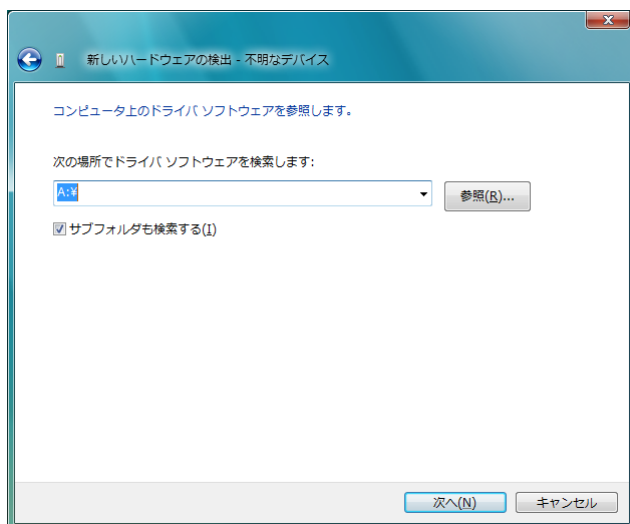 新しいハードウェアの検出 - 不明なデバイス
コンピュータ上のドライバ ソフトウェアを参照します。
次の場所でドライバ ソフトウェアを検索します:
A:¥
参照(R)...
サブフォルダも検索する(I)
次へ(N)
キャンセル